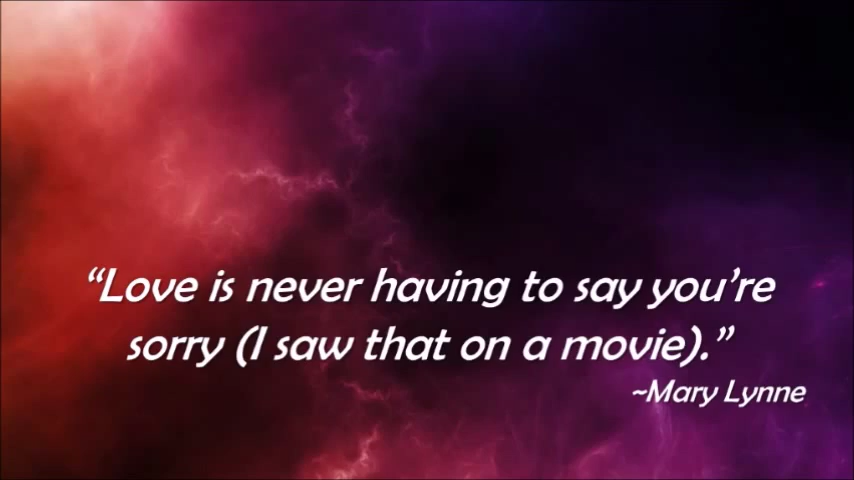 “Love is never having to say you’re
sorry (I saw that on a movie).”
~Mary Lynne